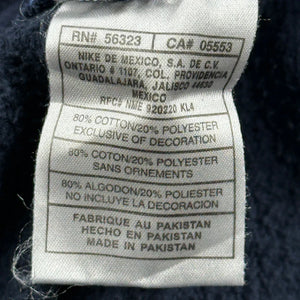 RN# 56323 CA# 05553
NIKE DE MEXICO, S.A. DE C.V.
ONTARIO # 1107, COL. PROVIDENCIA
GUADALAJARA, JALISCO 44630
MEXICO
RFC# NME 920220 KL4
80% COTTON/20% POLYESTER
EXCLUSIVE OF DECORATION
80% COTON/20% POLYESTER
SANS ORNEMENTS
80% ALGODON/20% POLIESTER
NO INCLUYE LA DECORACION
FABRIQUE AU PAKISTAN
HECHO EN PAKISTAN
MADE IN PAKISTAN